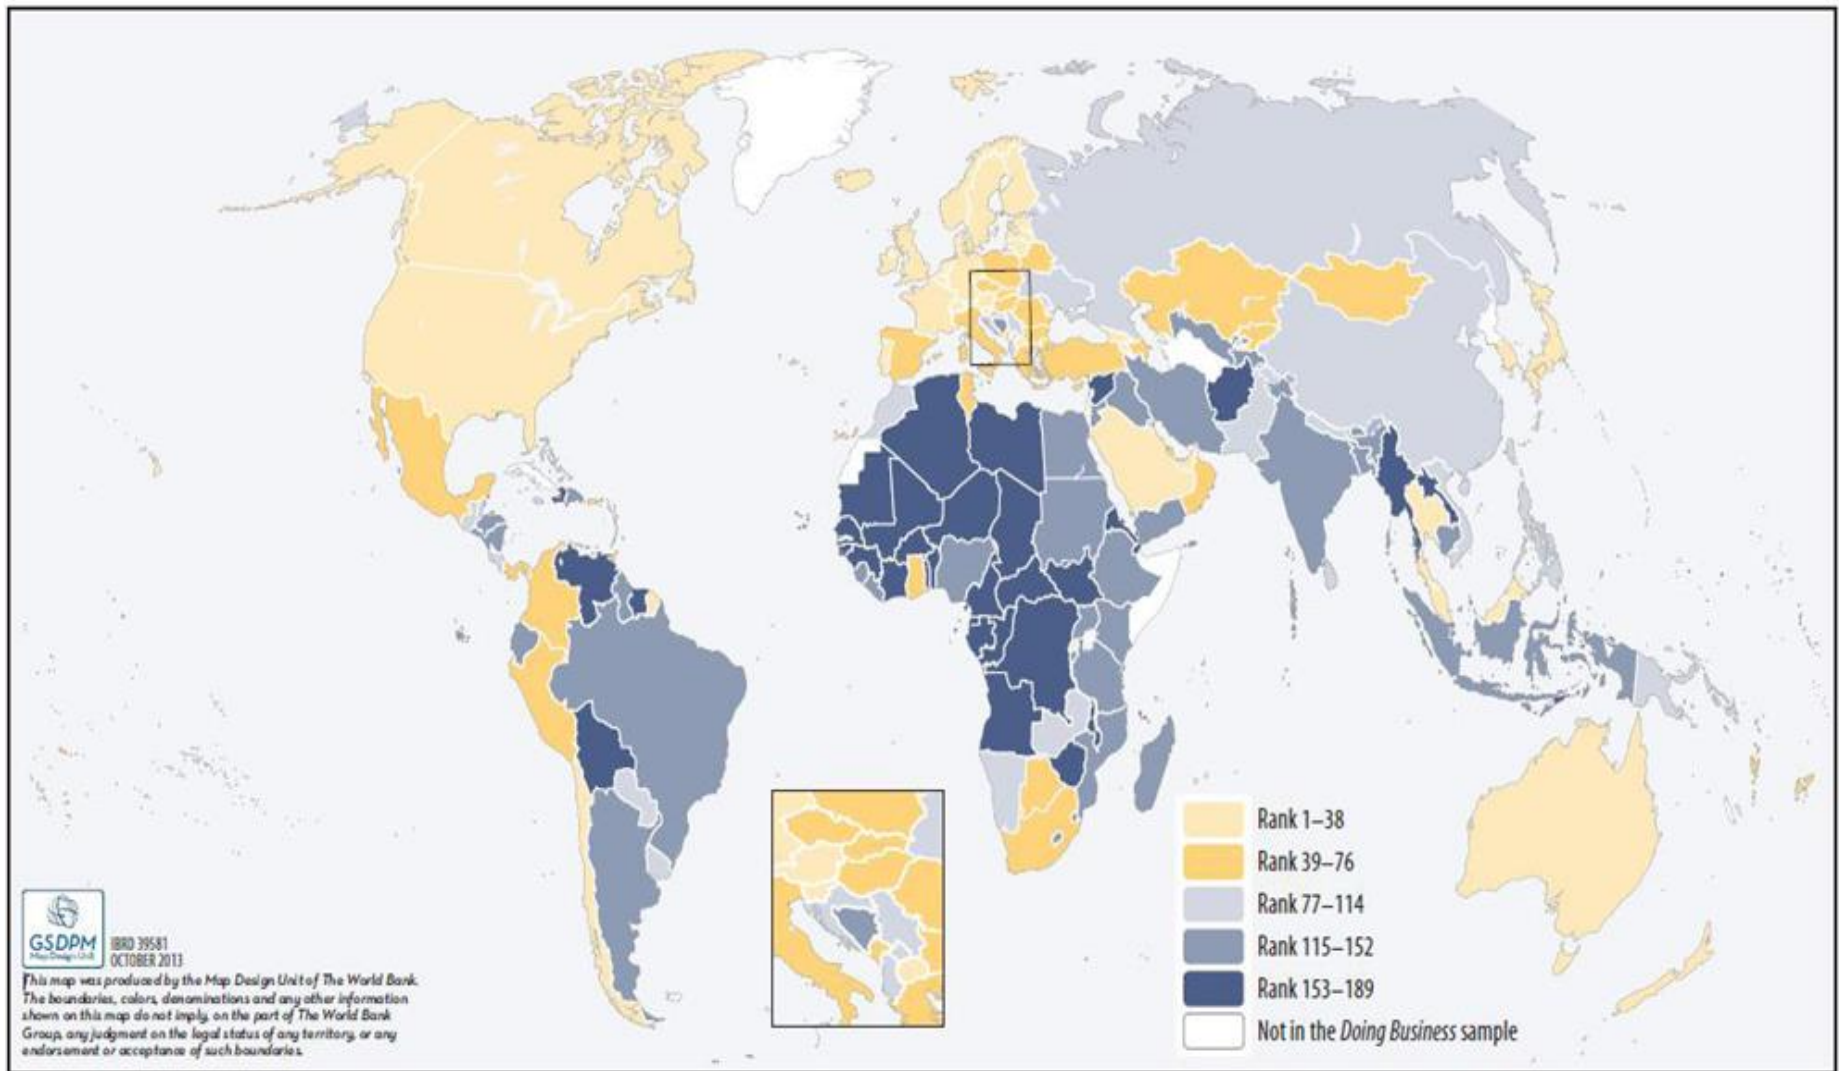 Rank 1–38
Rank 39–76
Rank 77–114
Rank 115–152
Rank 153–189
Not in the Doing Business sample
GSDPM
Map Design Unit
IBRD 39581
OCTOBER 2013
This map was produced by the Map Design Unit of The World Bank.
The boundaries, colors, denominations and any other information
shown on this map do not imply, on the part of The World Bank
Group, any judgment on the legal status of any territory, or any
endorsement or acceptance of such boundaries.